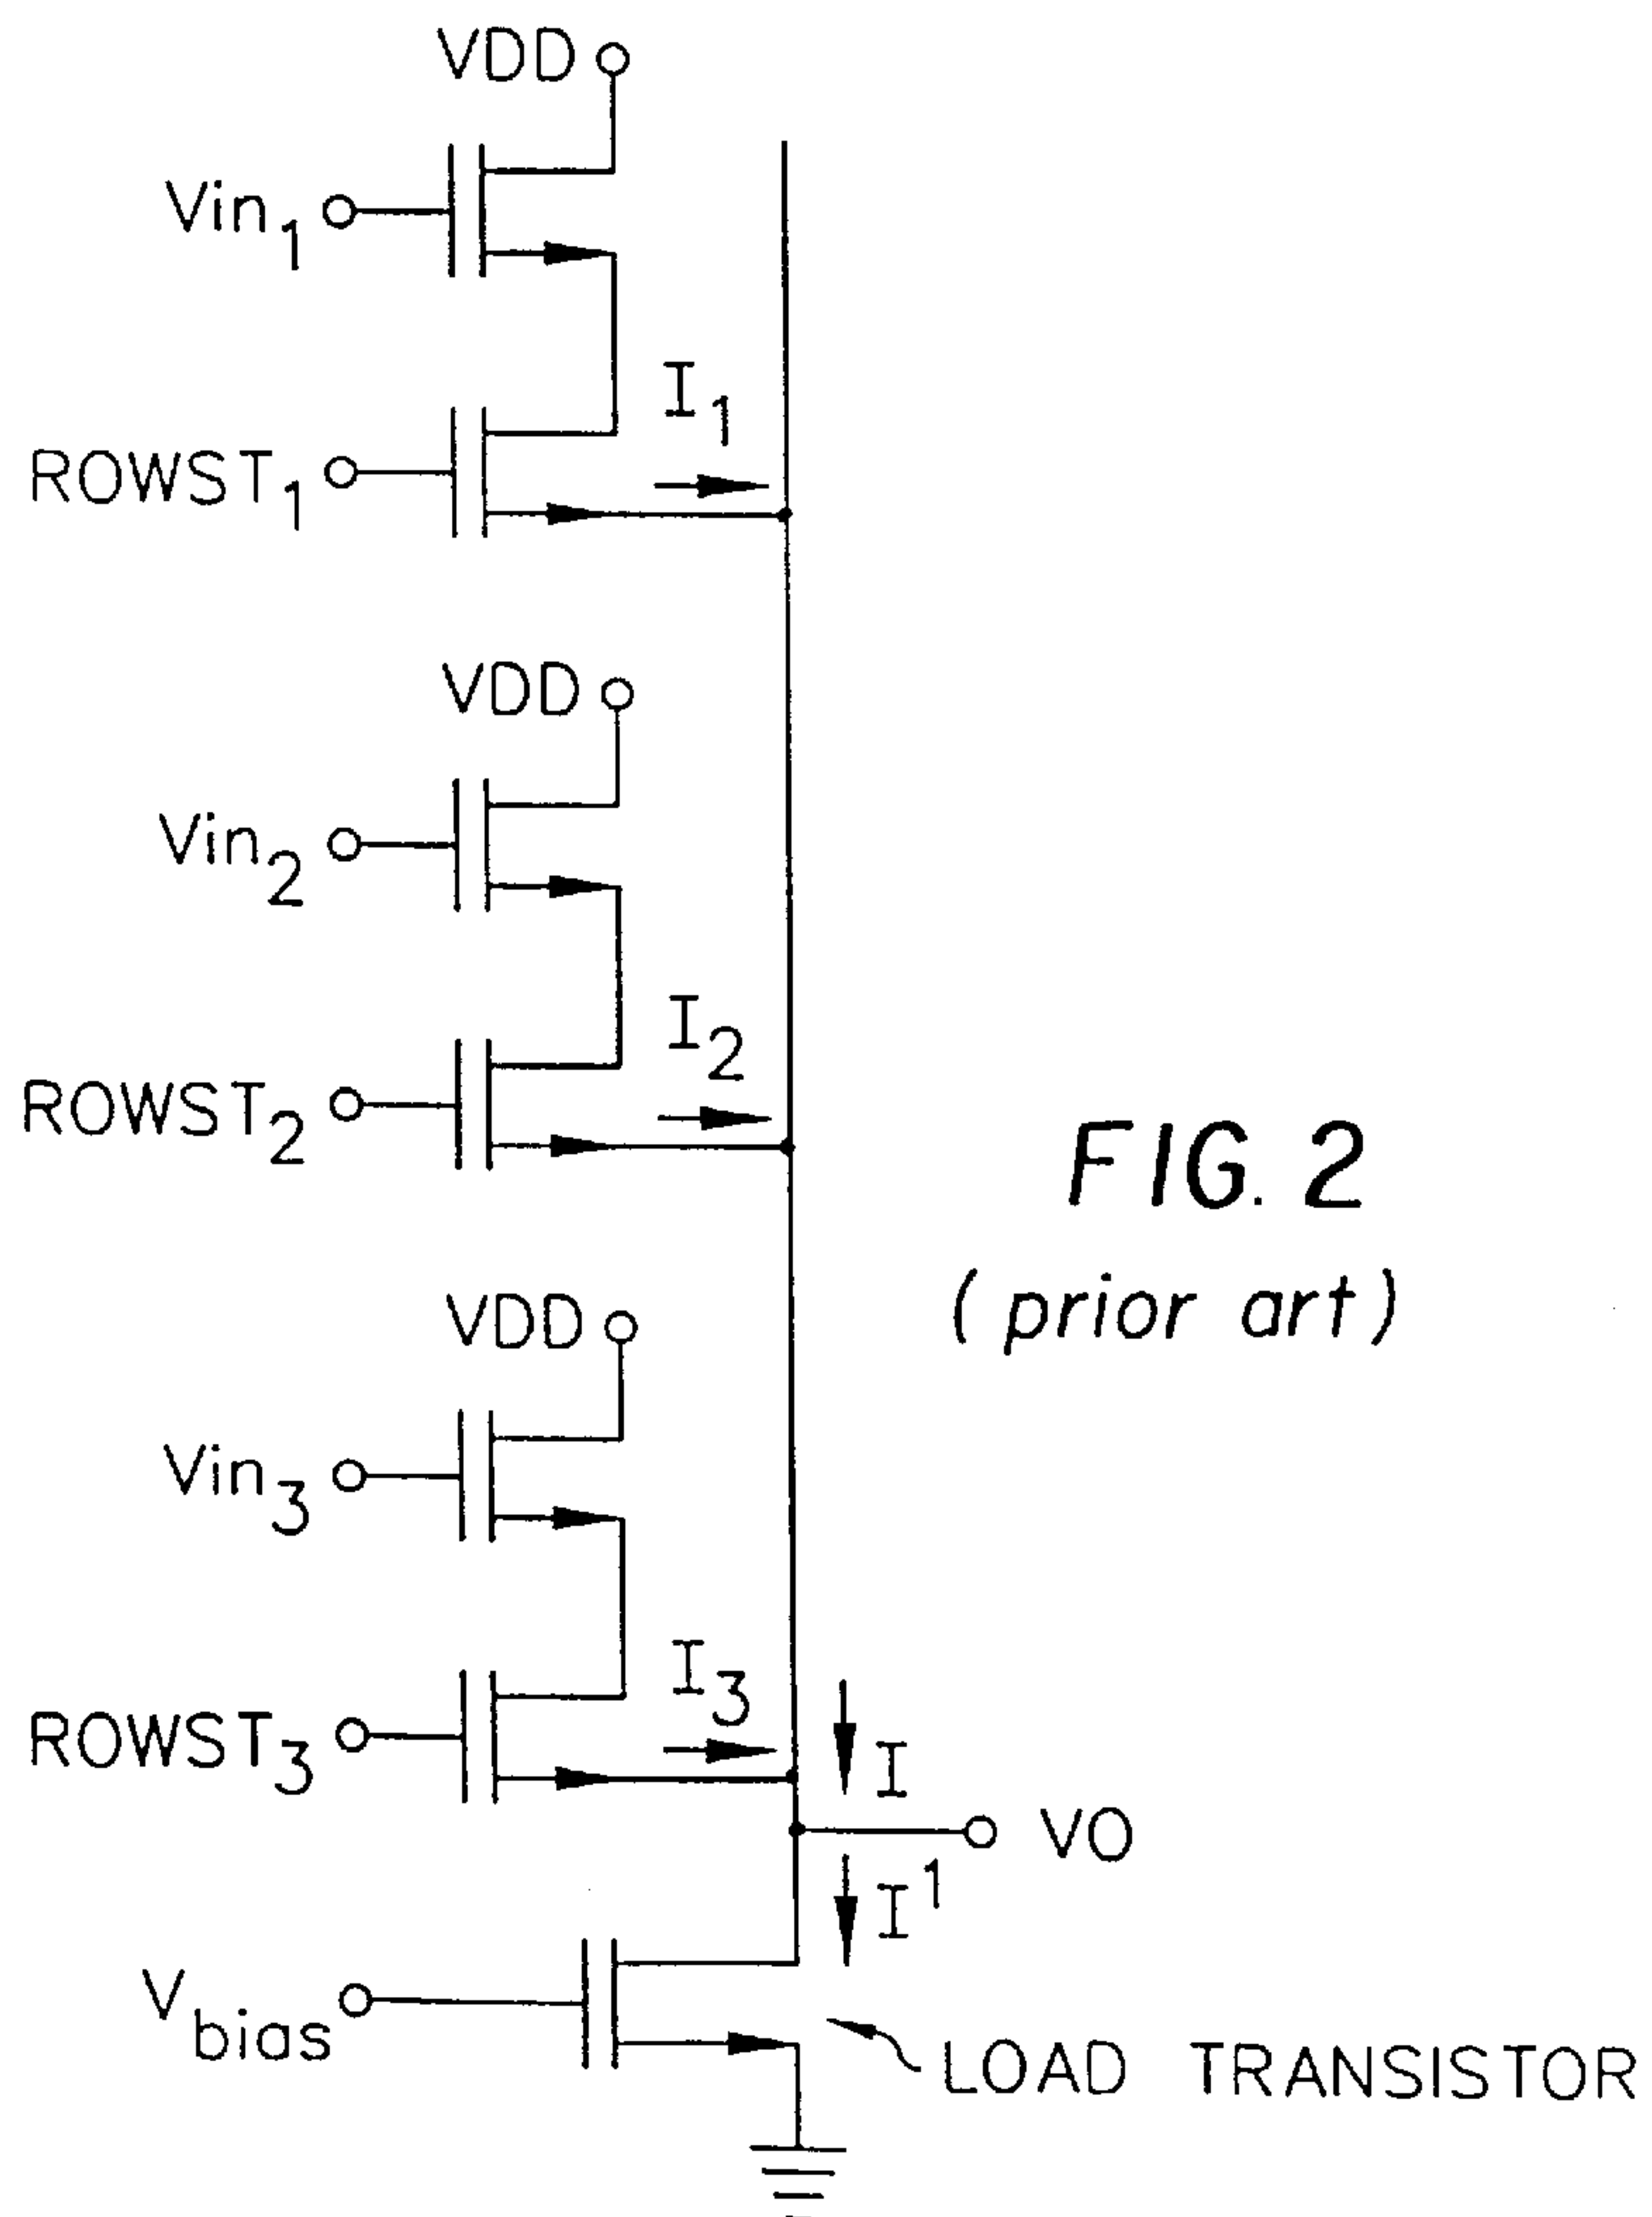 VDD
Vin1
I1
ROWST1
VDD
Vin2
I2
ROWST2
FIG. 2
(prior art)
VDD
Vin3
I3
ROWST3
I
VO
I1
Vbias
LOAD TRANSISTOR